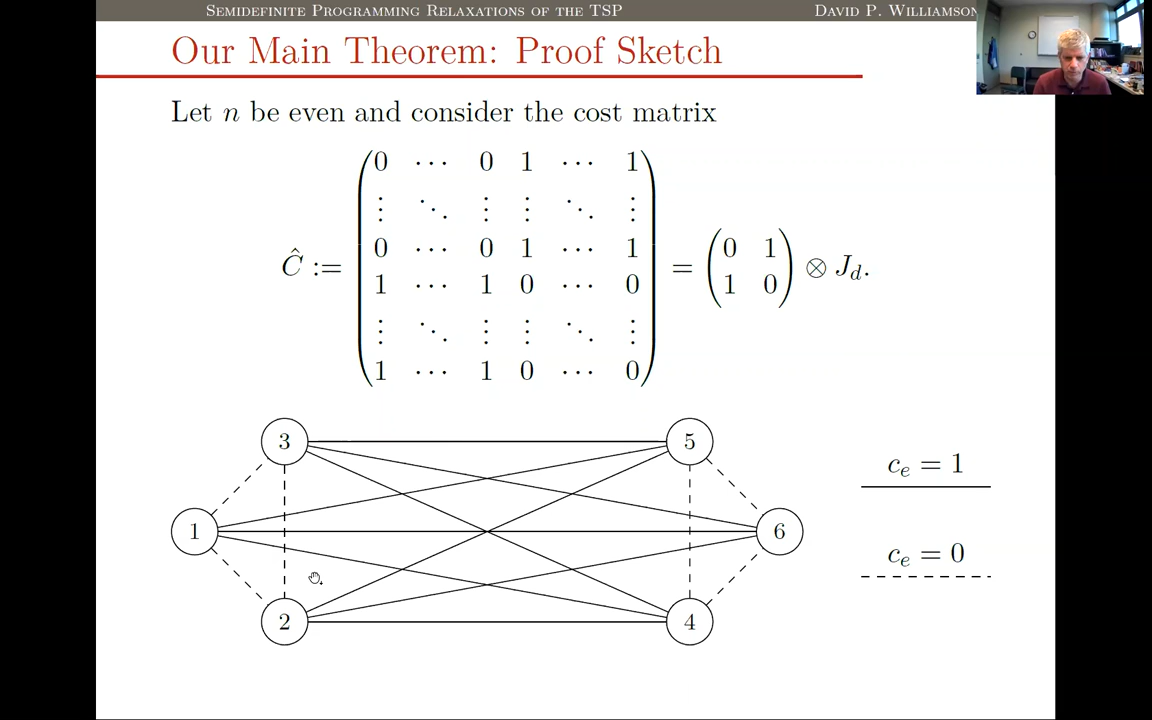 SEMIDEFINITE PROGRAMMING RELAXATIONS OF THE TSP DAVID P. WILLIAMSON
Our Main Theorem: Proof Sketch
Let n be even and consider the cost matrix
0 ⋯ 0 1 ⋯ 1
⋮ ⋱ ⋮ ⋮ ⋱ ⋮
0 ⋯ 0 1 ⋯ 1
Ĉ := = (0 1
1 0) ⊗ J_d.
1 ⋯ 1 0 ⋯ 0
⋮ ⋱ ⋮ ⋮ ⋱ ⋮
1 ⋯ 1 0 ⋯ 0
3 5
c_e = 1
1 6
c_e = 0
2 4